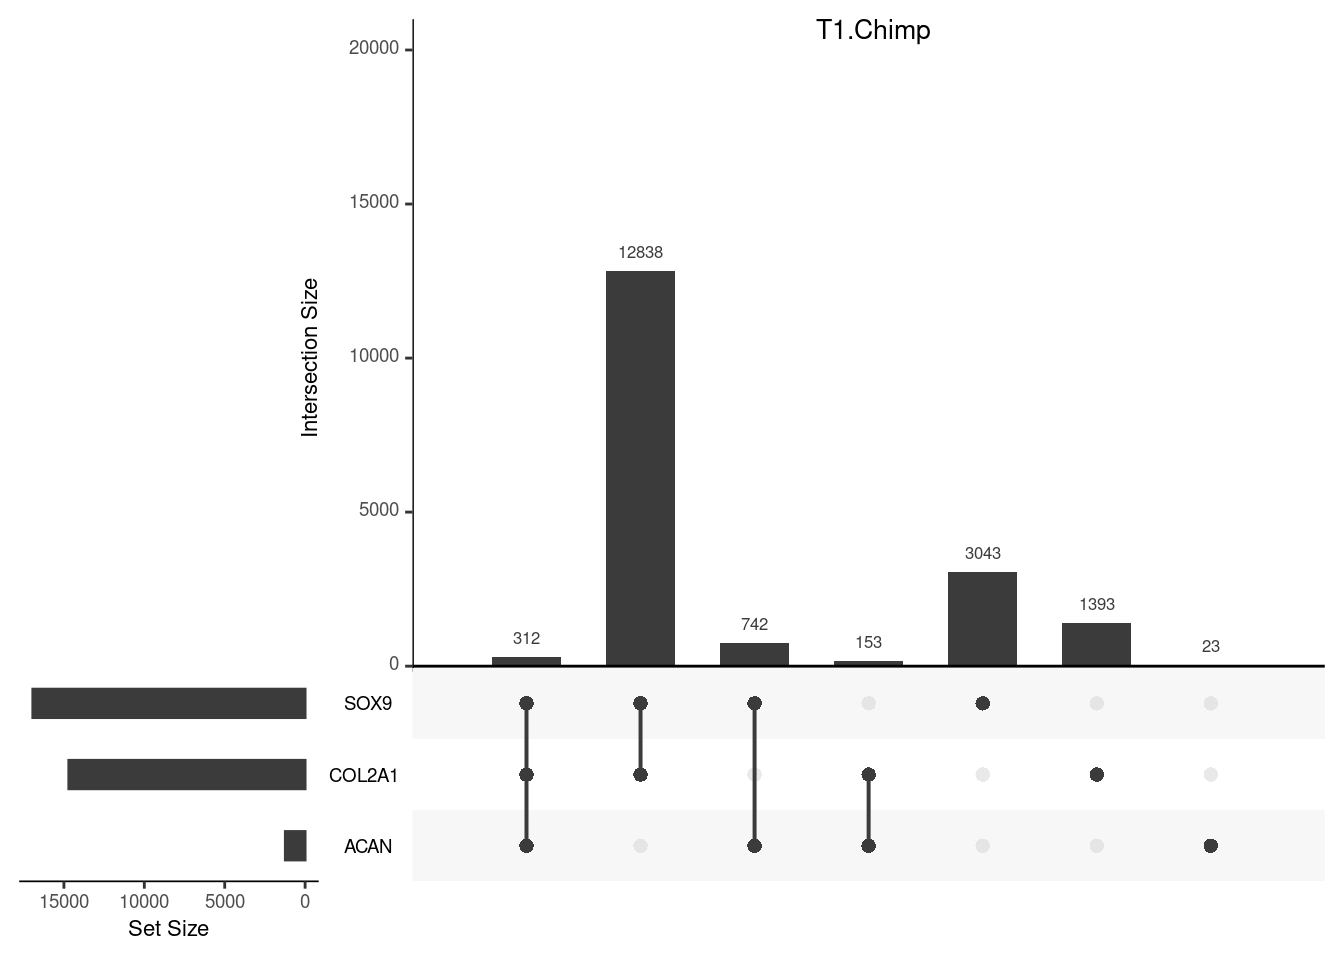 T1.Chimp
20000
15000
10000
5000
0
Intersection Size
312
12838
742
153
3043
1393
23
SOX9
COL2A1
ACAN
15000 10000 5000 0
Set Size